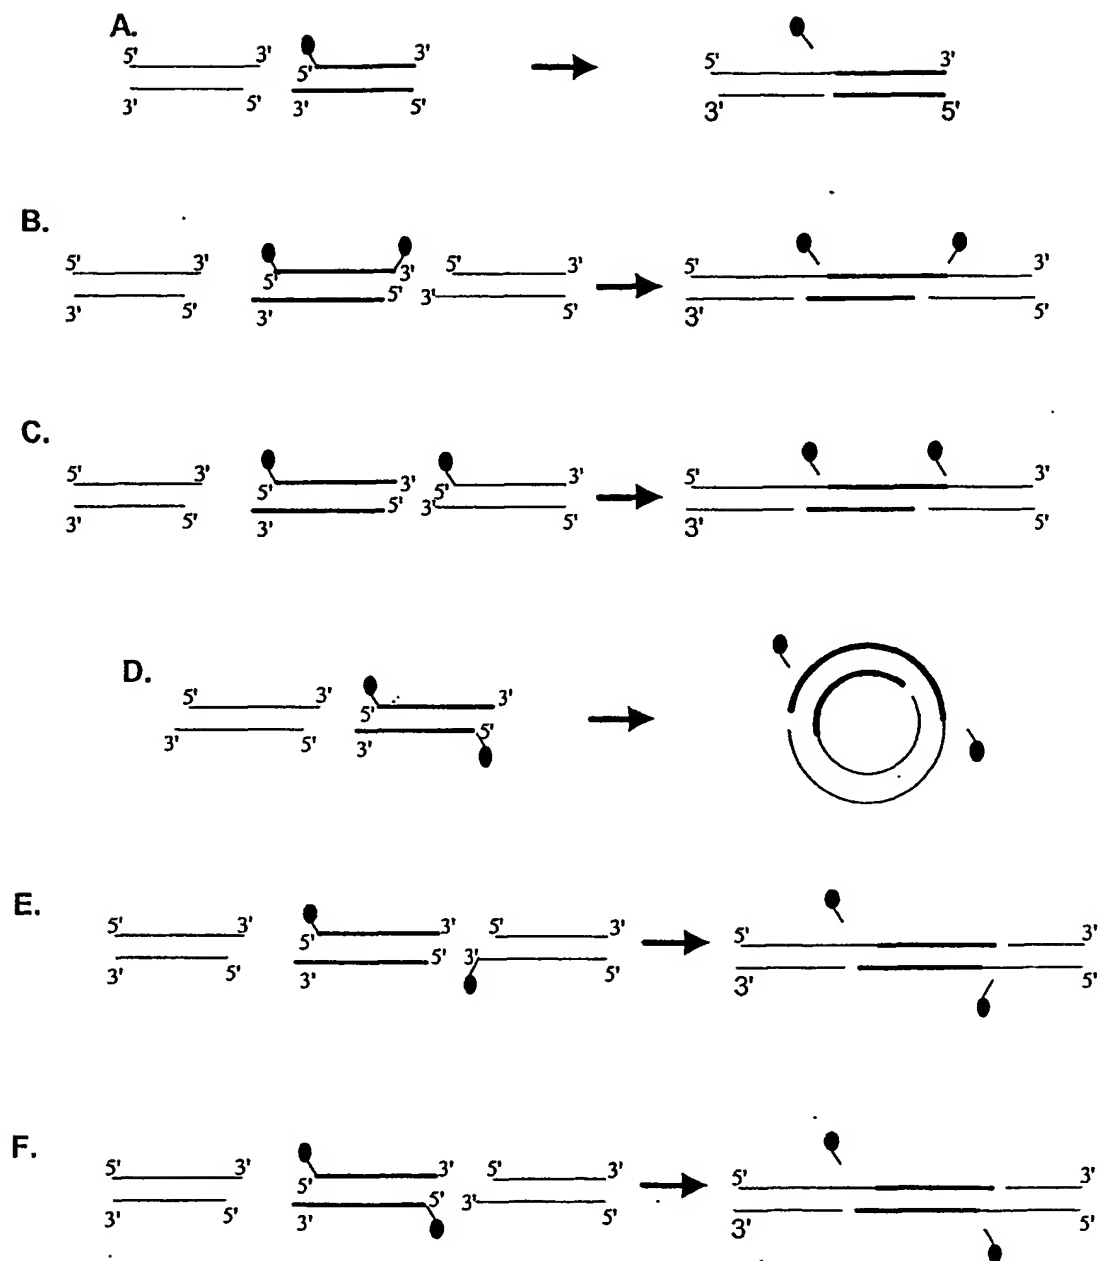 A.
5' 3' 5' 3' 5' 3'
3' 5' 3' 5' 3' 5'
B.
5' 3' 5' 3' 5' 3' 5' 3'
3' 5' 3' 5' 3' 5' 3' 5'
C.
5' 3' 5' 3' 5' 3' 5' 3'
3' 5' 3' 5' 3' 5' 3' 5'
D.
5' 3' 5' 3'
3' 5' 3' 5'
E.
5' 3' 5' 3' 5' 3' 5' 3'
3' 5' 3' 5' 3' 5' 3' 5'
F.
5' 3' 5' 3' 5' 3' 5' 3'
3' 5' 3' 5' 3' 5' 3' 5'